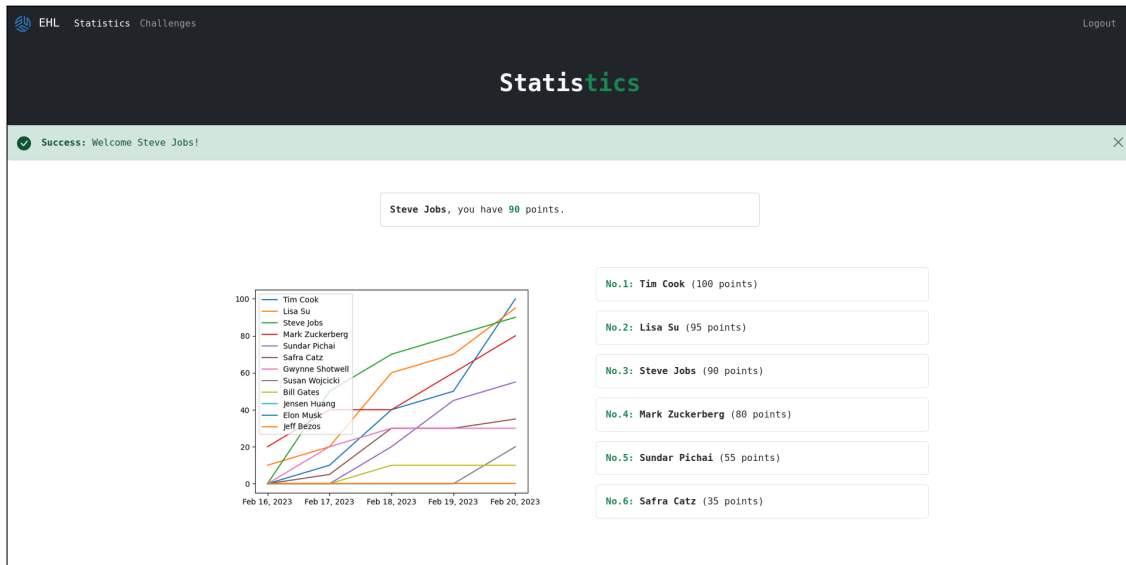 EHL Statistics Challenges Logout
Statistics
Success: Welcome Steve Jobs!
Steve Jobs, you have 90 points.
100
80
60
40
20
0
Tim Cook
Lisa Su
Steve Jobs
Mark Zuckerberg
Sundar Pichai
Safra Catz
Gwynne Shotwell
Susan Wojcicki
Bill Gates
Jensen Huang
Elon Musk
Jeff Bezos
Feb 16, 2023 Feb 17, 2023 Feb 18, 2023 Feb 19, 2023 Feb 20, 2023
No.1: Tim Cook (100 points)
No.2: Lisa Su (95 points)
No.3: Steve Jobs (90 points)
No.4: Mark Zuckerberg (80 points)
No.5: Sundar Pichai (55 points)
No.6: Safra Catz (35 points)